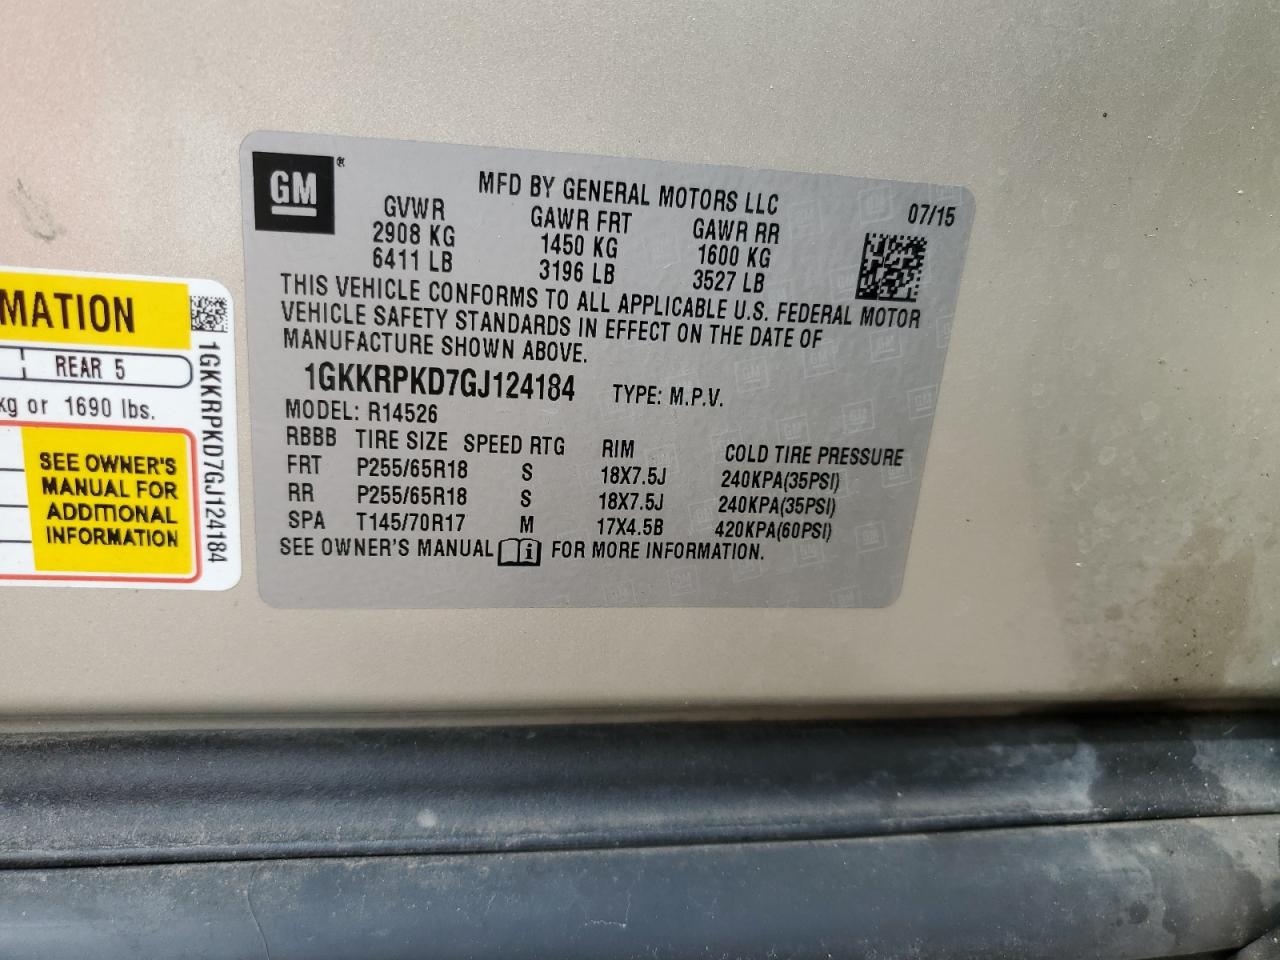 GM
®
MFD BY GENERAL MOTORS LLC
07/15
GVWR GAWR FRT GAWR RR
2908 KG 1450 KG 1600 KG
6411 LB 3196 LB 3527 LB
THIS VEHICLE CONFORMS TO ALL APPLICABLE U.S. FEDERAL MOTOR
VEHICLE SAFETY STANDARDS IN EFFECT ON THE DATE OF
MANUFACTURE SHOWN ABOVE.
1GKKRPKD7GJ124184 TYPE: M.P.V.
MODEL: R14526
RBBB TIRE SIZE SPEED RTG RIM COLD TIRE PRESSURE
FRT P255/65R18 S 18X7.5J 240KPA(35PSI)
RR P255/65R18 S 18X7.5J 240KPA(35PSI)
SPA T145/70R17 M 17X4.5B 420KPA(60PSI)
SEE OWNER'S MANUAL i FOR MORE INFORMATION.
MATION
REAR 5
kg or 1690 lbs.
SEE OWNER'S
MANUAL FOR
ADDITIONAL
INFORMATION
1GKKRPKD7GJ124184